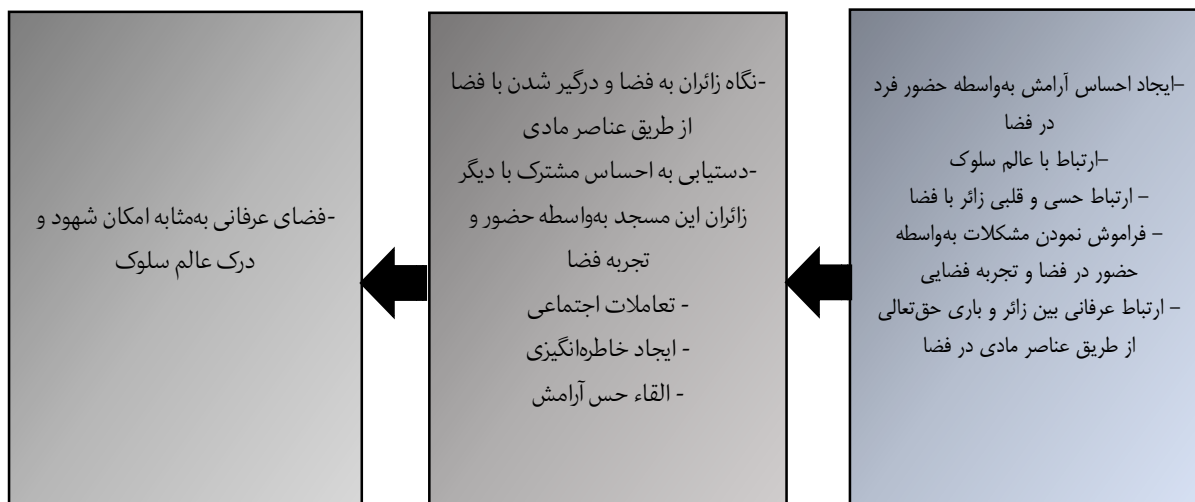 –ایجاد احساس آرامش به‌واسطه حضور فرد
در فضا
–ارتباط با عالم سلوک
– ارتباط حسی و قلبی زائر با فضا
– فراموش نمودن مشکلات به‌واسطه
حضور در فضا و تجربه فضایی
– ارتباط عرفانی بین زائر و باری حق‌تعالی
از طریق عناصر مادی در فضا
-نگاه زائران به فضا و درگیر شدن با فضا
از طریق عناصر مادی
-دستیابی به احساس مشترک با دیگر
زائران این مسجد به‌واسطه حضور و
تجربه فضا
- تعاملات اجتماعی
- ایجاد خاطره‌انگیزی
- القاء حس آرامش
-فضای عرفانی به‌مثابه امکان شهود و
درک عالم سلوک